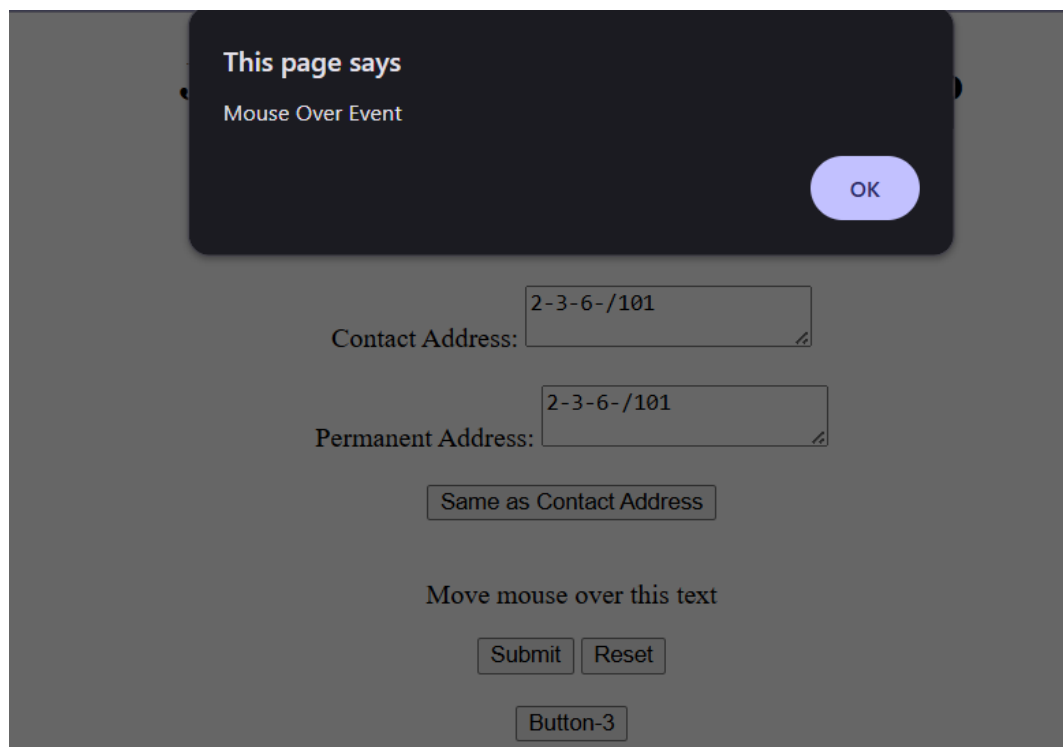 This page says
Mouse Over Event
OK
Contact Address: 2-3-6-/101
Permanent Address: 2-3-6-/101
Same as Contact Address
Move mouse over this text
Submit Reset
Button-3